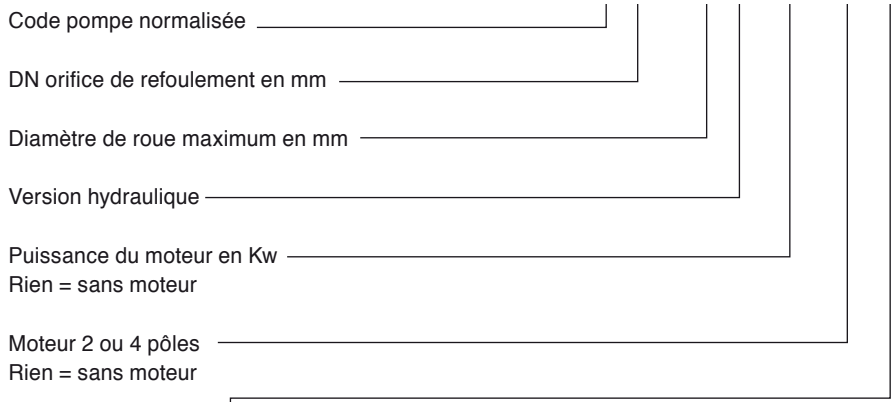 Code pompe normalisée
DN orifice de refoulement en mm
Diamètre de roue maximum en mm
Version hydraulique
Puissance du moteur en Kw
Rien = sans moteur
Moteur 2 ou 4 pôles
Rien = sans moteur